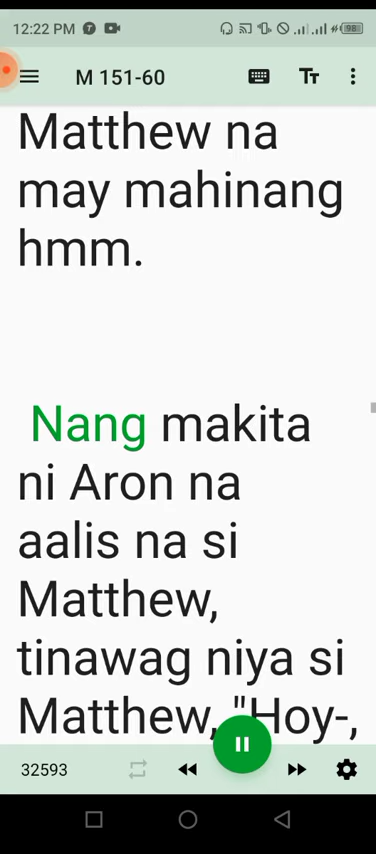 12:22 PM
98
M 151-60
Matthew na
may mahinang
hmm.
Nang makita
ni Aron na
aalis na si
Matthew,
tinawag niya si
Matthew, "Hoy-,
32593